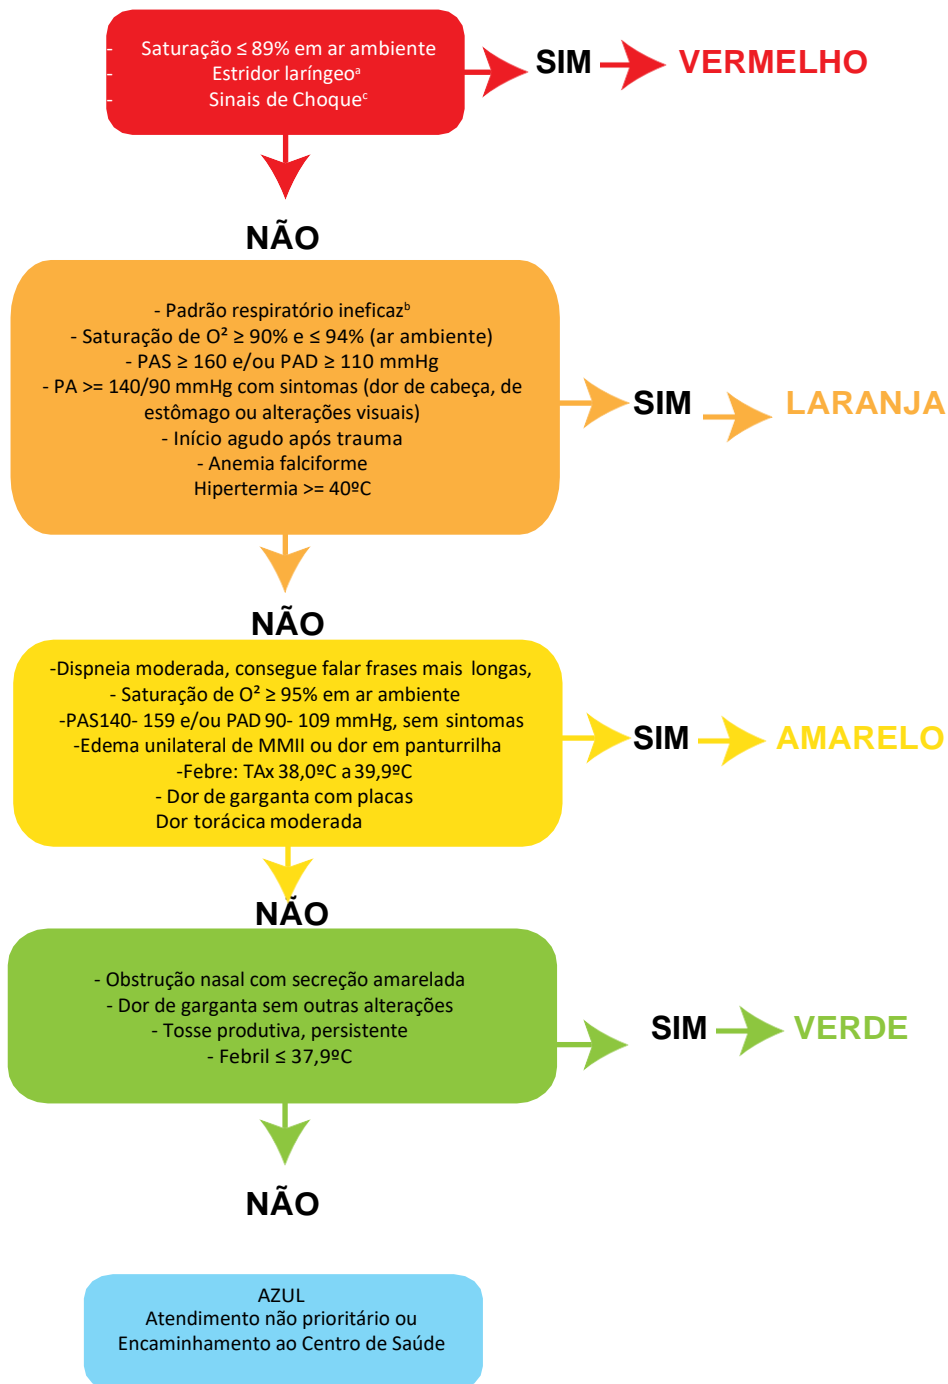 - Saturação ≤ 89% em ar ambiente
- Estridor laríngeoᵃ
- Sinais de Choqueᶜ
SIM
VERMELHO
NÃO
- Padrão respiratório ineficazᵇ
- Saturação de O² ≥ 90% e ≤ 94% (ar ambiente)
- PAS ≥ 160 e/ou PAD ≥ 110 mmHg
- PA >= 140/90 mmHg com sintomas (dor de cabeça, de
estômago ou alterações visuais)
- Início agudo após trauma
- Anemia falciforme
Hipertermia >= 40ºC
SIM
LARANJA
NÃO
-Dispneia moderada, consegue falar frases mais longas,
- Saturação de O² ≥ 95% em ar ambiente
-PAS140- 159 e/ou PAD 90- 109 mmHg, sem sintomas
-Edema unilateral de MMII ou dor em panturrilha
-Febre: TAx 38,0ºC a 39,9ºC
- Dor de garganta com placas
Dor torácica moderada
SIM
AMARELO
NÃO
- Obstrução nasal com secreção amarelada
- Dor de garganta sem outras alterações
- Tosse produtiva, persistente
- Febril ≤ 37,9ºC
SIM
VERDE
NÃO
AZUL
Atendimento não prioritário ou
Encaminhamento ao Centro de Saúde